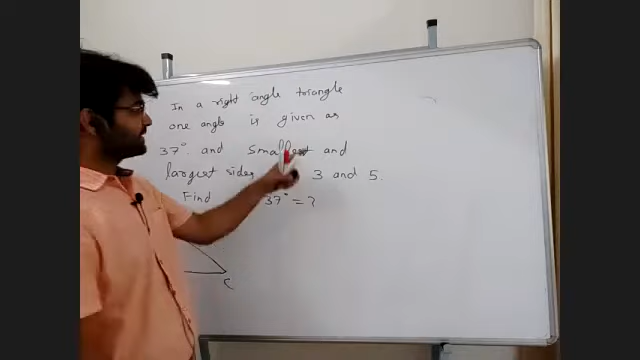 In a right angle triangle
one angle is given as
37° and smallest and
largest sides 3 and 5.
Find 37° = ?
C